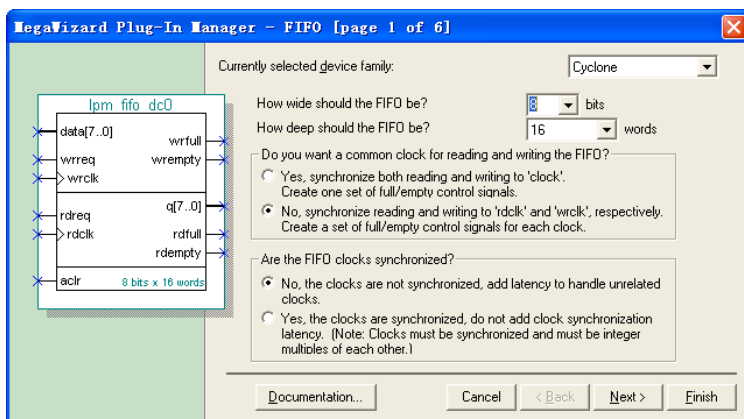 MegaWizard Plug-In Manager - FIFO [page 1 of 6]
Currently selected device family:
Cyclone
lpm_fifo_dc0
data[7..0]
wrfull
wrreq
wrempty
wrclk
q[7..0]
rdreq
rdfull
rdclk
rdempty
aclr
8 bits x 16 words
How wide should the FIFO be?
8
bits
How deep should the FIFO be?
16
words
Do you want a common clock for reading and writing the FIFO?
Yes, synchronize both reading and writing to 'clock'.
Create one set of full/empty control signals.
No, synchronize reading and writing to 'rdclk' and 'wrclk', respectively.
Create a set of full/empty control signals for each clock.
Are the FIFO clocks synchronized?
No, the clocks are not synchronized, add latency to handle unrelated
clocks.
Yes, the clocks are synchronized, do not add clock synchronization
latency. (Note: Clocks must be synchronized and must be integer
multiples of each other.)
Documentation...
Cancel
< Back
Next >
Finish